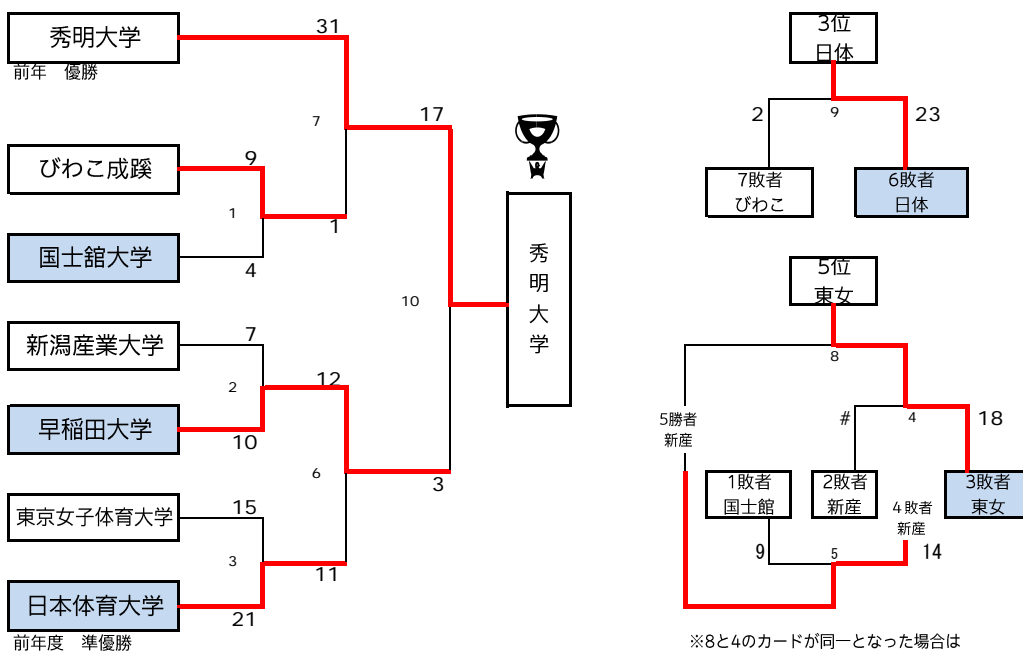 秀明大学
前年　優勝
31
7
17
びわこ成蹊
9
1
1
国士舘大学
4
10
新潟産業大学
7
2
12
早稲田大学
10
6
3
東京女子体育大学
15
3
11
日本体育大学
21
前年度　準優勝
秀
明
大
学
3位
日体
2
9
23
7敗者
びわこ
6敗者
日体
5位
東女
8
5勝者
新産
#
4
18
1敗者
国士館
2敗者
新産
3敗者
東女
4敗者
新産
9
5
14
※8と4のカードが同一となった場合は